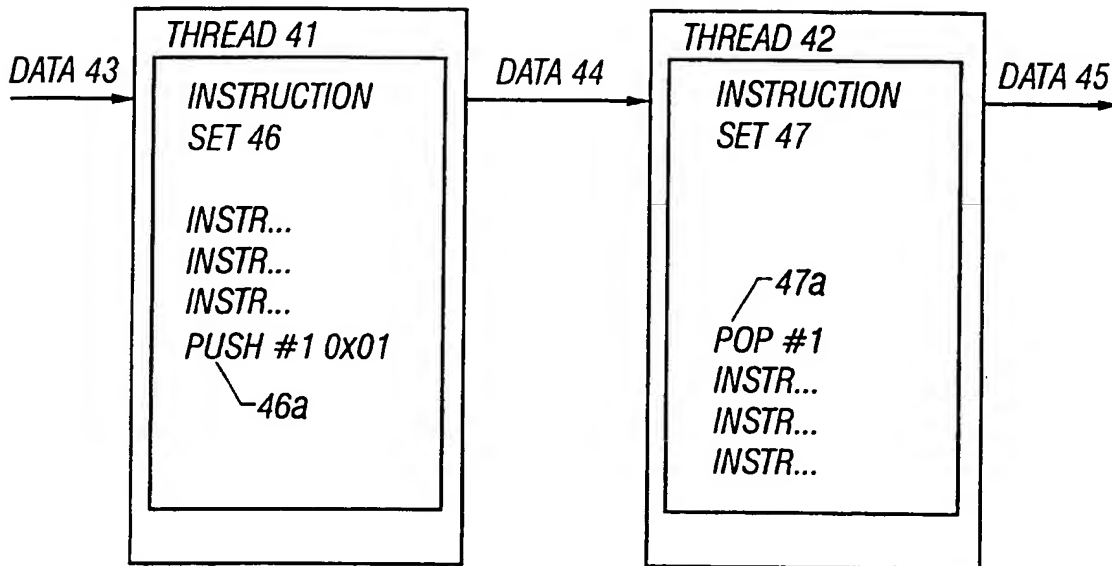 THREAD 41
DATA 43
INSTRUCTION
SET 46
INSTR...
INSTR...
INSTR...
PUSH #1 0x01
46a
DATA 44
THREAD 42
INSTRUCTION
SET 47
47a
POP #1
INSTR...
INSTR...
INSTR...
DATA 45